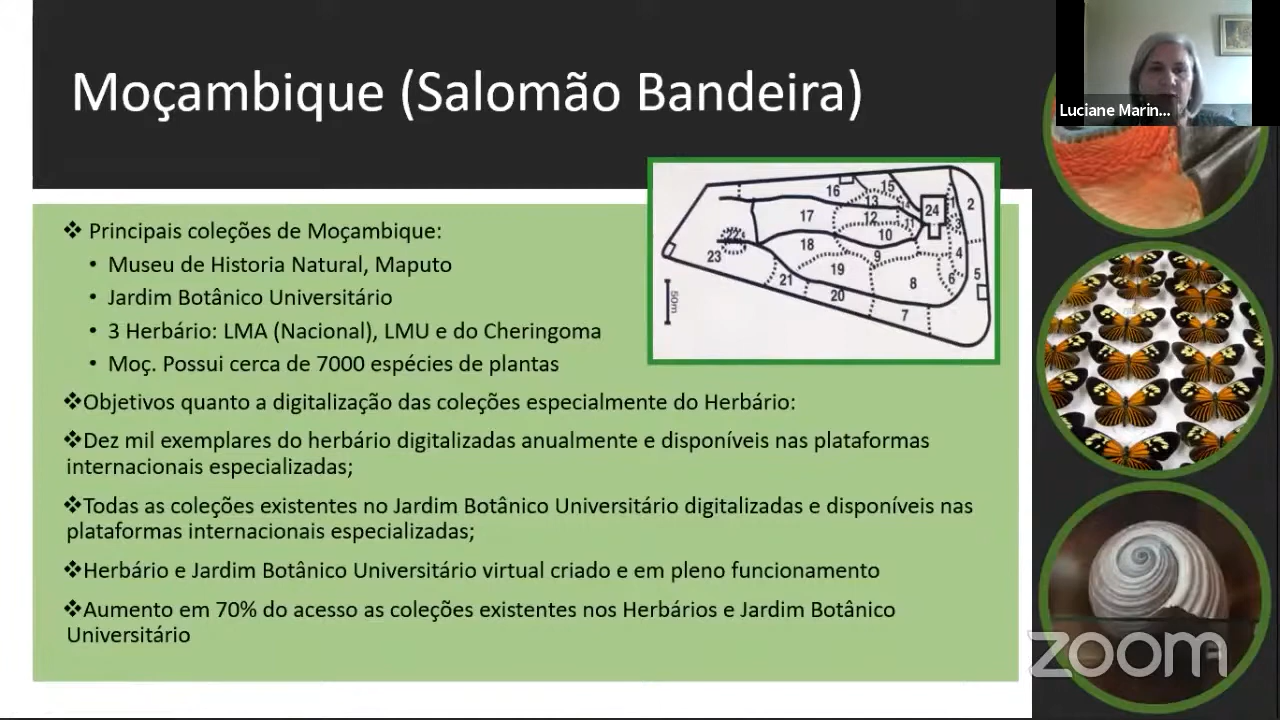 Moçambique (Salomão Bandeira)
Luciane Marin...
❖ Principais coleções de Moçambique:
• Museu de Historia Natural, Maputo
• Jardim Botânico Universitário
• 3 Herbário: LMA (Nacional), LMU e do Cheringoma
• Moç. Possui cerca de 7000 espécies de plantas
❖Objetivos quanto a digitalização das coleções especialmente do Herbário:
❖Dez mil exemplares do herbário digitalizadas anualmente e disponíveis nas plataformas
internacionais especializadas;
❖Todas as coleções existentes no Jardim Botânico Universitário digitalizadas e disponíveis nas
plataformas internacionais especializadas;
❖Herbário e Jardim Botânico Universitário virtual criado e em pleno funcionamento
❖Aumento em 70% do acesso as coleções existentes nos Herbários e Jardim Botânico
Universitário
16 15
13 14 24 1 2
17 12 11 3
22 18 10 4
23 9
19 5
21 8 6
20
7
50m
zoom